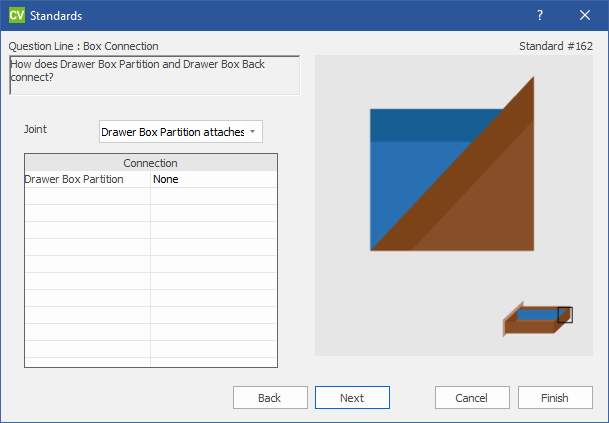 CV Standards
?
Question Line : Box Connection
Standard #162
How does Drawer Box Partition and Drawer Box Back
connect?
Joint
Drawer Box Partition attaches
Connection
Drawer Box Partition None
Back
Next
Cancel
Finish